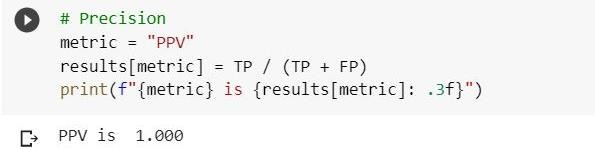 # Precision
metric = "PPV"
results[metric] = TP / (TP + FP)
print(f"{metric} is {results[metric]: .3f}")
PPV is  1.000